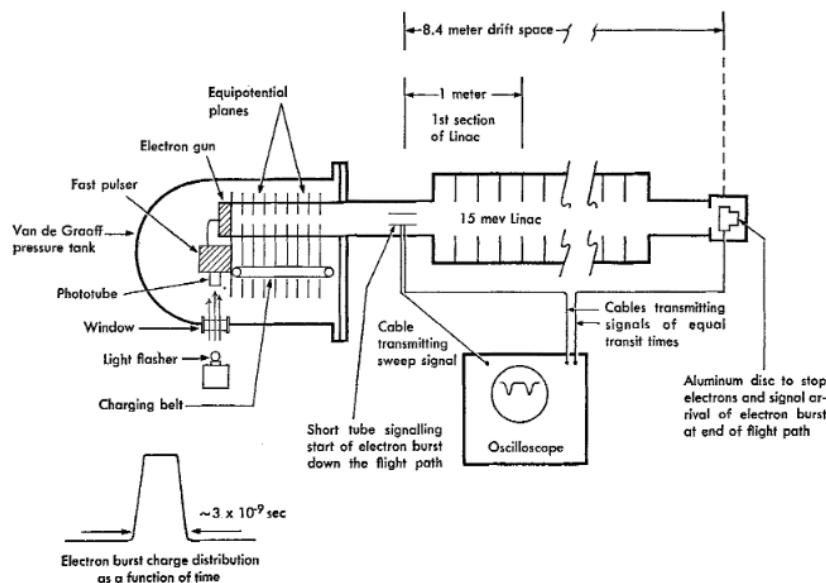 8.4 meter drift space
1 meter
1st section
of Linac
Equipotential
planes
Electron gun
Fast pulser
Van de Graaff
pressure tank
15 mev Linac
Phototube
Window
Light flasher
Charging belt
Cable
transmitting
sweep signal
Cables transmitting
signals of equal
transit times
Short tube signalling
start of electron burst
down the flight path
Oscilloscope
Aluminum disc to stop
electrons and signal ar-
rival of electron burst
at end of flight path
~3 x 10-9 sec
Electron burst charge distribution
as a function of time